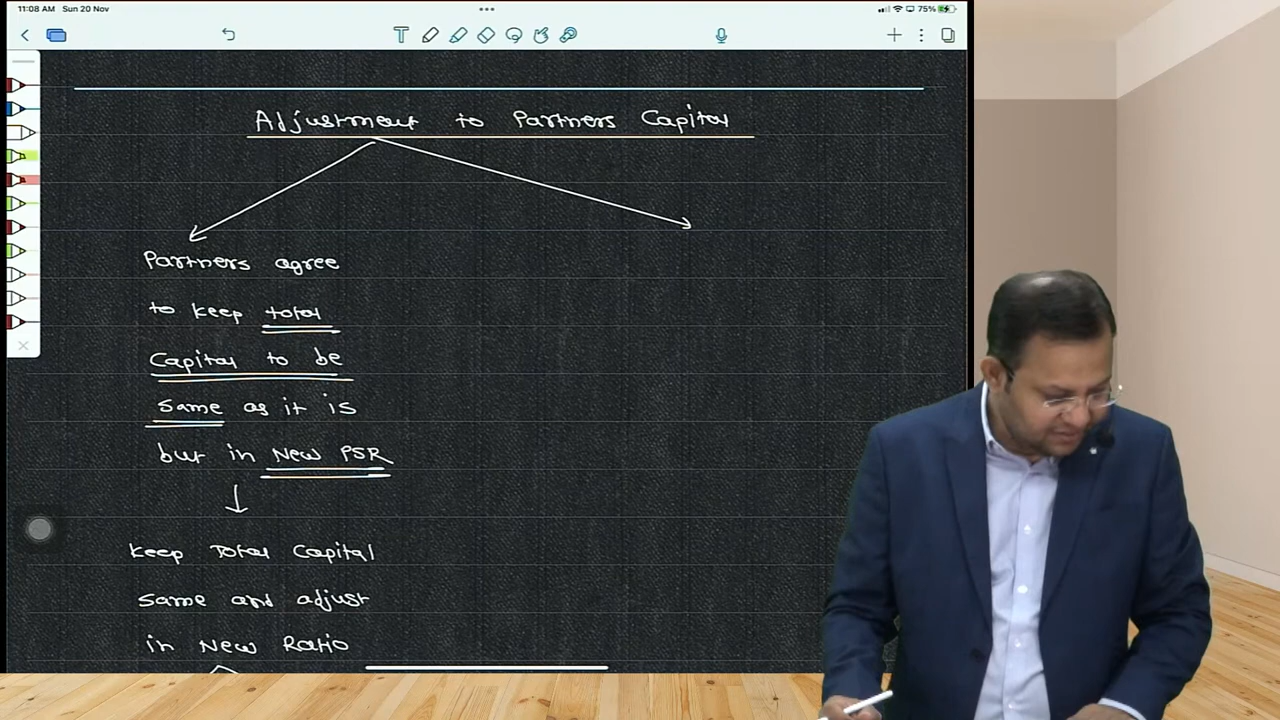 11:08 AM Sun 20 Nov
75%
Adjustment to Partners Capital
Partners agree
to keep total
Capital to be
Same as it is
but in New PSR
Keep Total Capital
Same and adjust
in New Ratio